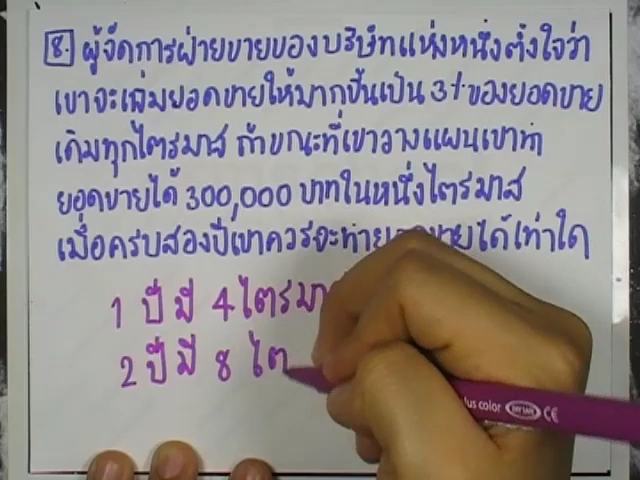 8. ผู้จัดการฝ่ายขายของบริษัทแห่งหนึ่งตั้งใจว่า
เขาจะเพิ่มยอดขายให้มากขึ้นเป็น 3% ของยอดขาย
เดิมทุกไตรมาส ถ้าขณะที่เขาวางแผนเขาทำ
ยอดขายได้ 300,000 บาทในหนึ่งไตรมาส
เมื่อครบสองปีเขาควรจะทำยอดขายได้เท่าใด
1 ปี มี 4 ไตรมา
2 ปี มี 8 ไต
lus color CE